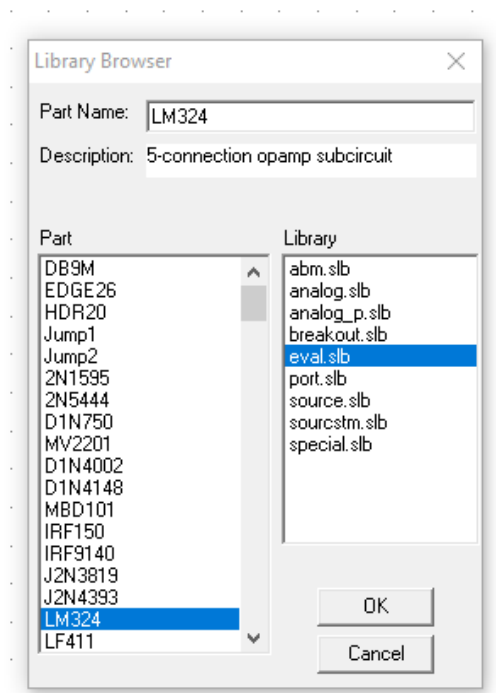 Library Browser
Part Name: LM324
Description: 5-connection opamp subcircuit
Part
DB9M
EDGE26
HDR20
Jump1
Jump2
2N1595
2N5444
D1N750
MV2201
D1N4002
D1N4148
MBD101
IRF150
IRF9140
J2N3819
J2N4393
LM324
LF411
Library
abm.slb
analog.slb
analog_p.slb
breakout.slb
eval.slb
port.slb
source.slb
sourcstm.slb
special.slb
OK
Cancel